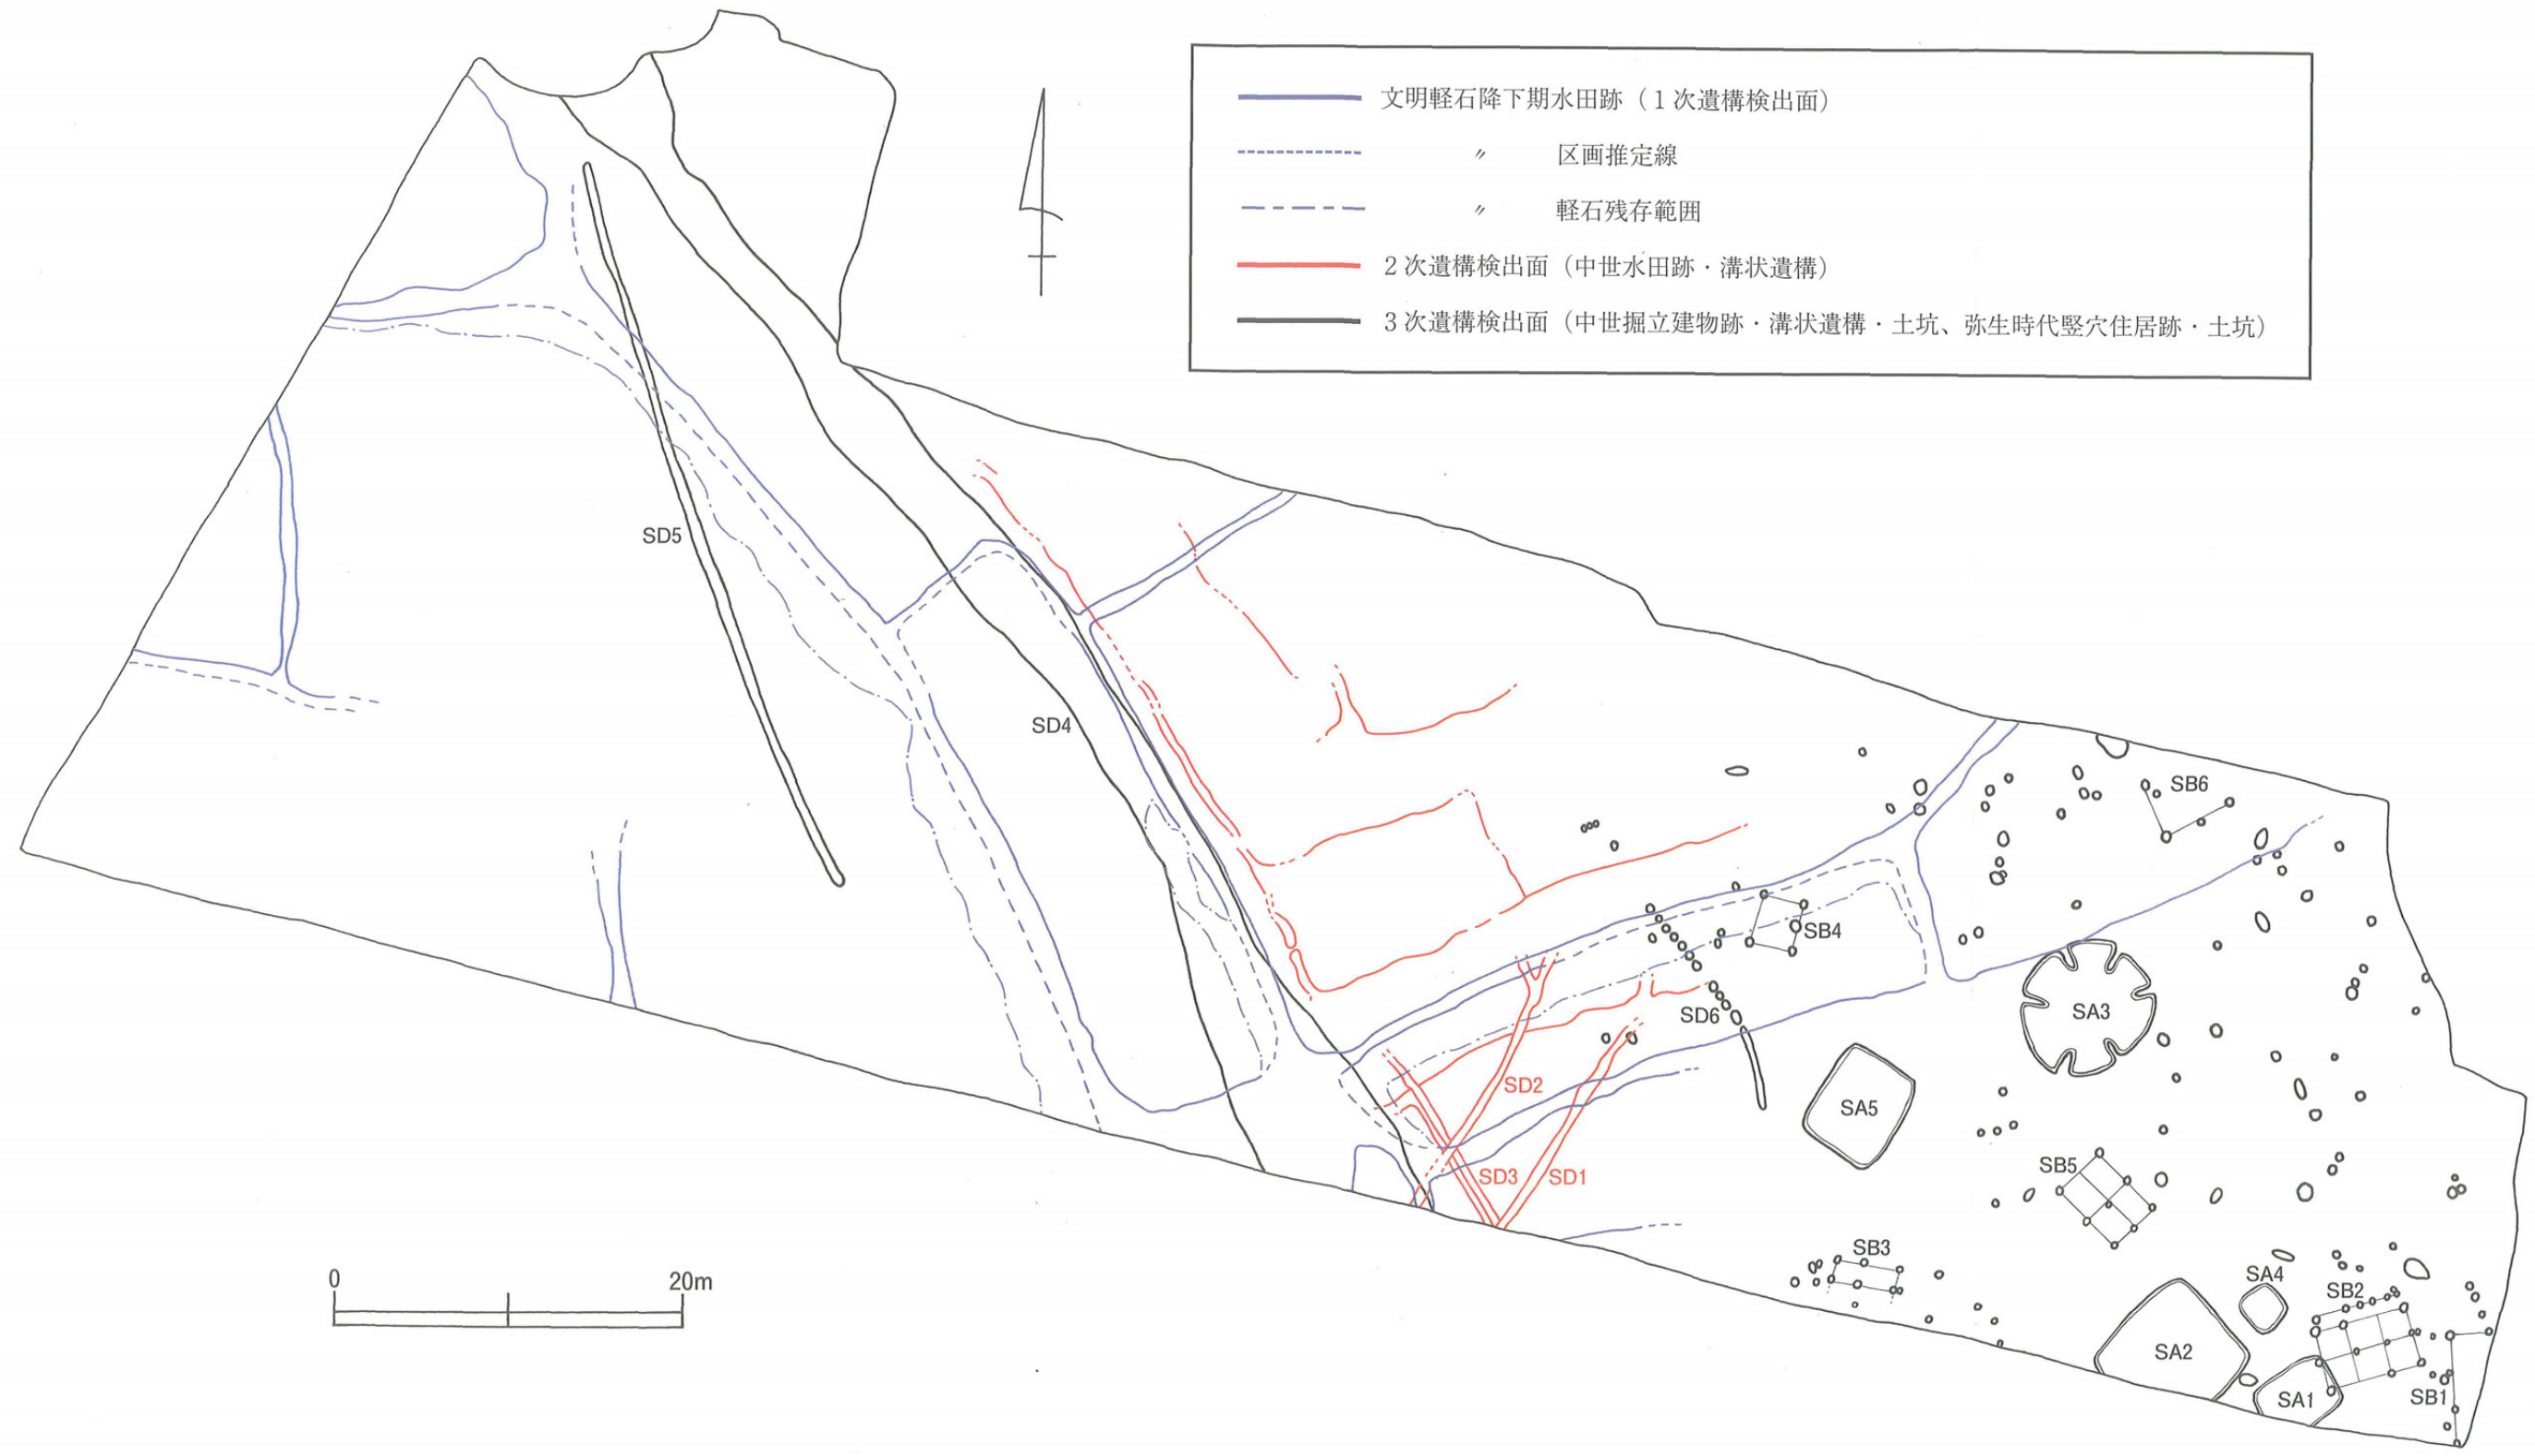 文明軽石降下期水田跡（1次遺構検出面）
〃 区画推定線
〃 軽石残存範囲
2次遺構検出面（中世水田跡・溝状遺構）
3次遺構検出面（中世掘立建物跡・溝状遺構・土坑、弥生時代竪穴住居跡・土坑）
SD5
SD4
SB6
SB4
SA3
SD6
SD2
SA5
SD3
SD1
SB5
SB3
SA4
SB2
SA2
SA1
SB1
0
20m